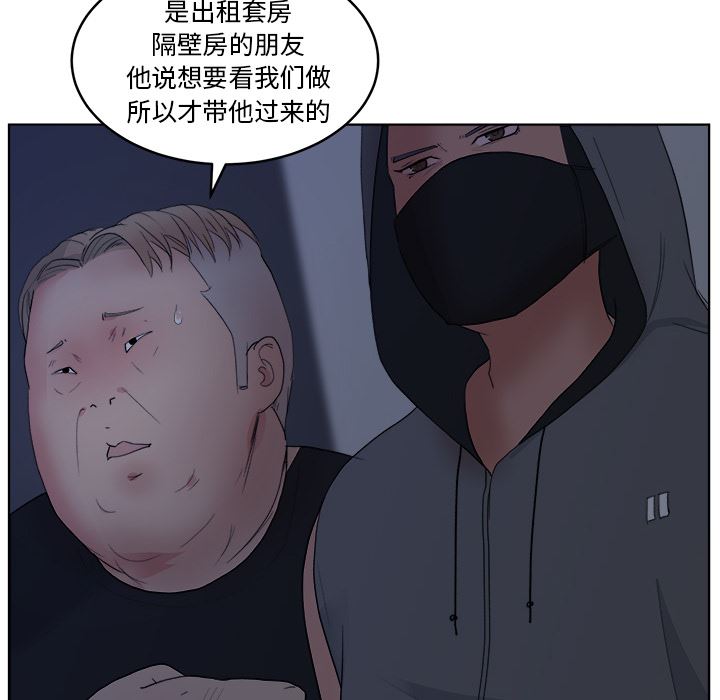 是出租套房
隔壁房的朋友
他说想要看我们做
所以才带他过来的